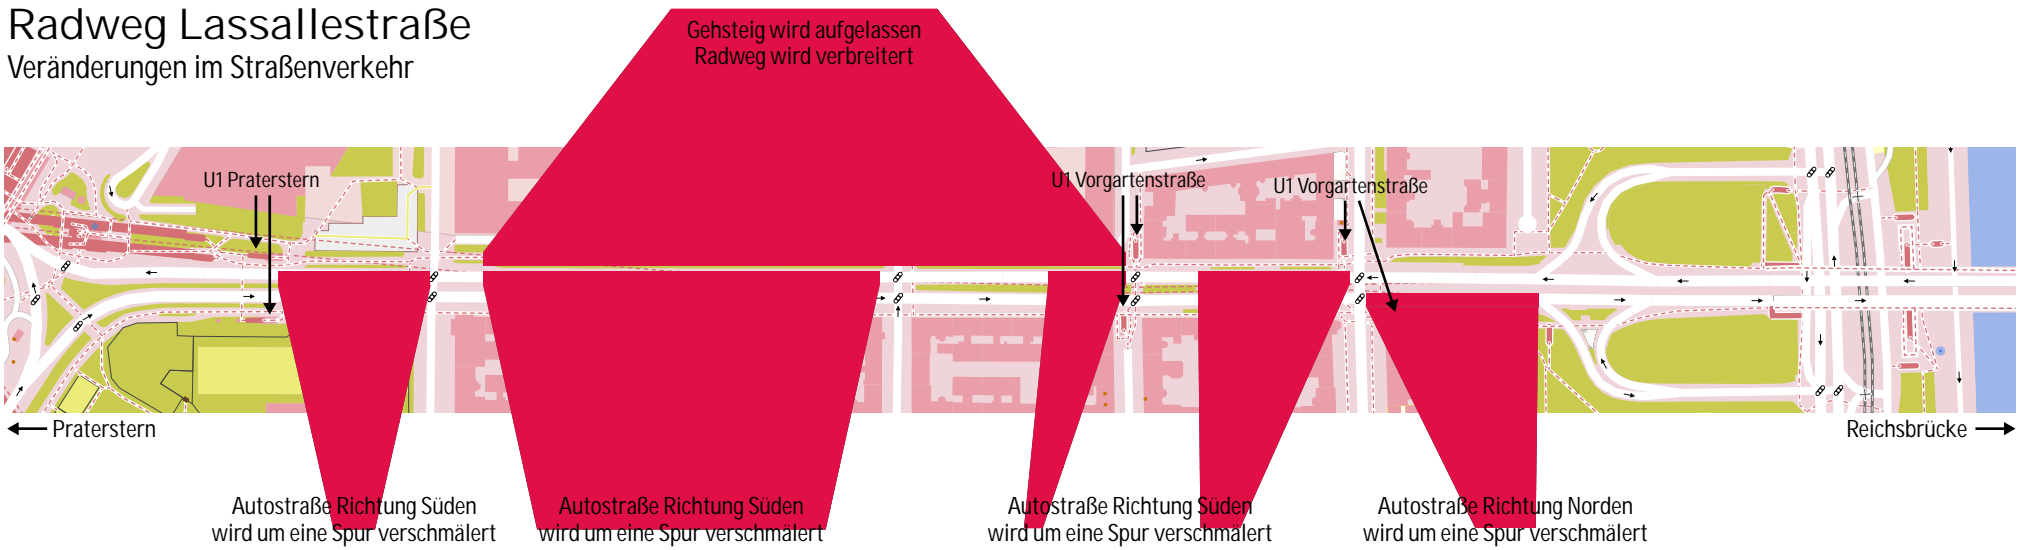 Radweg Lassallestraße
Veränderungen im Straßenverkehr
Gehsteig wird aufgelassen
Radweg wird verbreitert
U1 Praterstern
U1 Vorgartenstraße
U1 Vorgartenstraße
Praterstern
Reichsbrücke
Autostraße Richtung Süden
wird um eine Spur verschmälert
Autostraße Richtung Süden
wird um eine Spur verschmälert
Autostraße Richtung Süden
wird um eine Spur verschmälert
Autostraße Richtung Norden
wird um eine Spur verschmälert